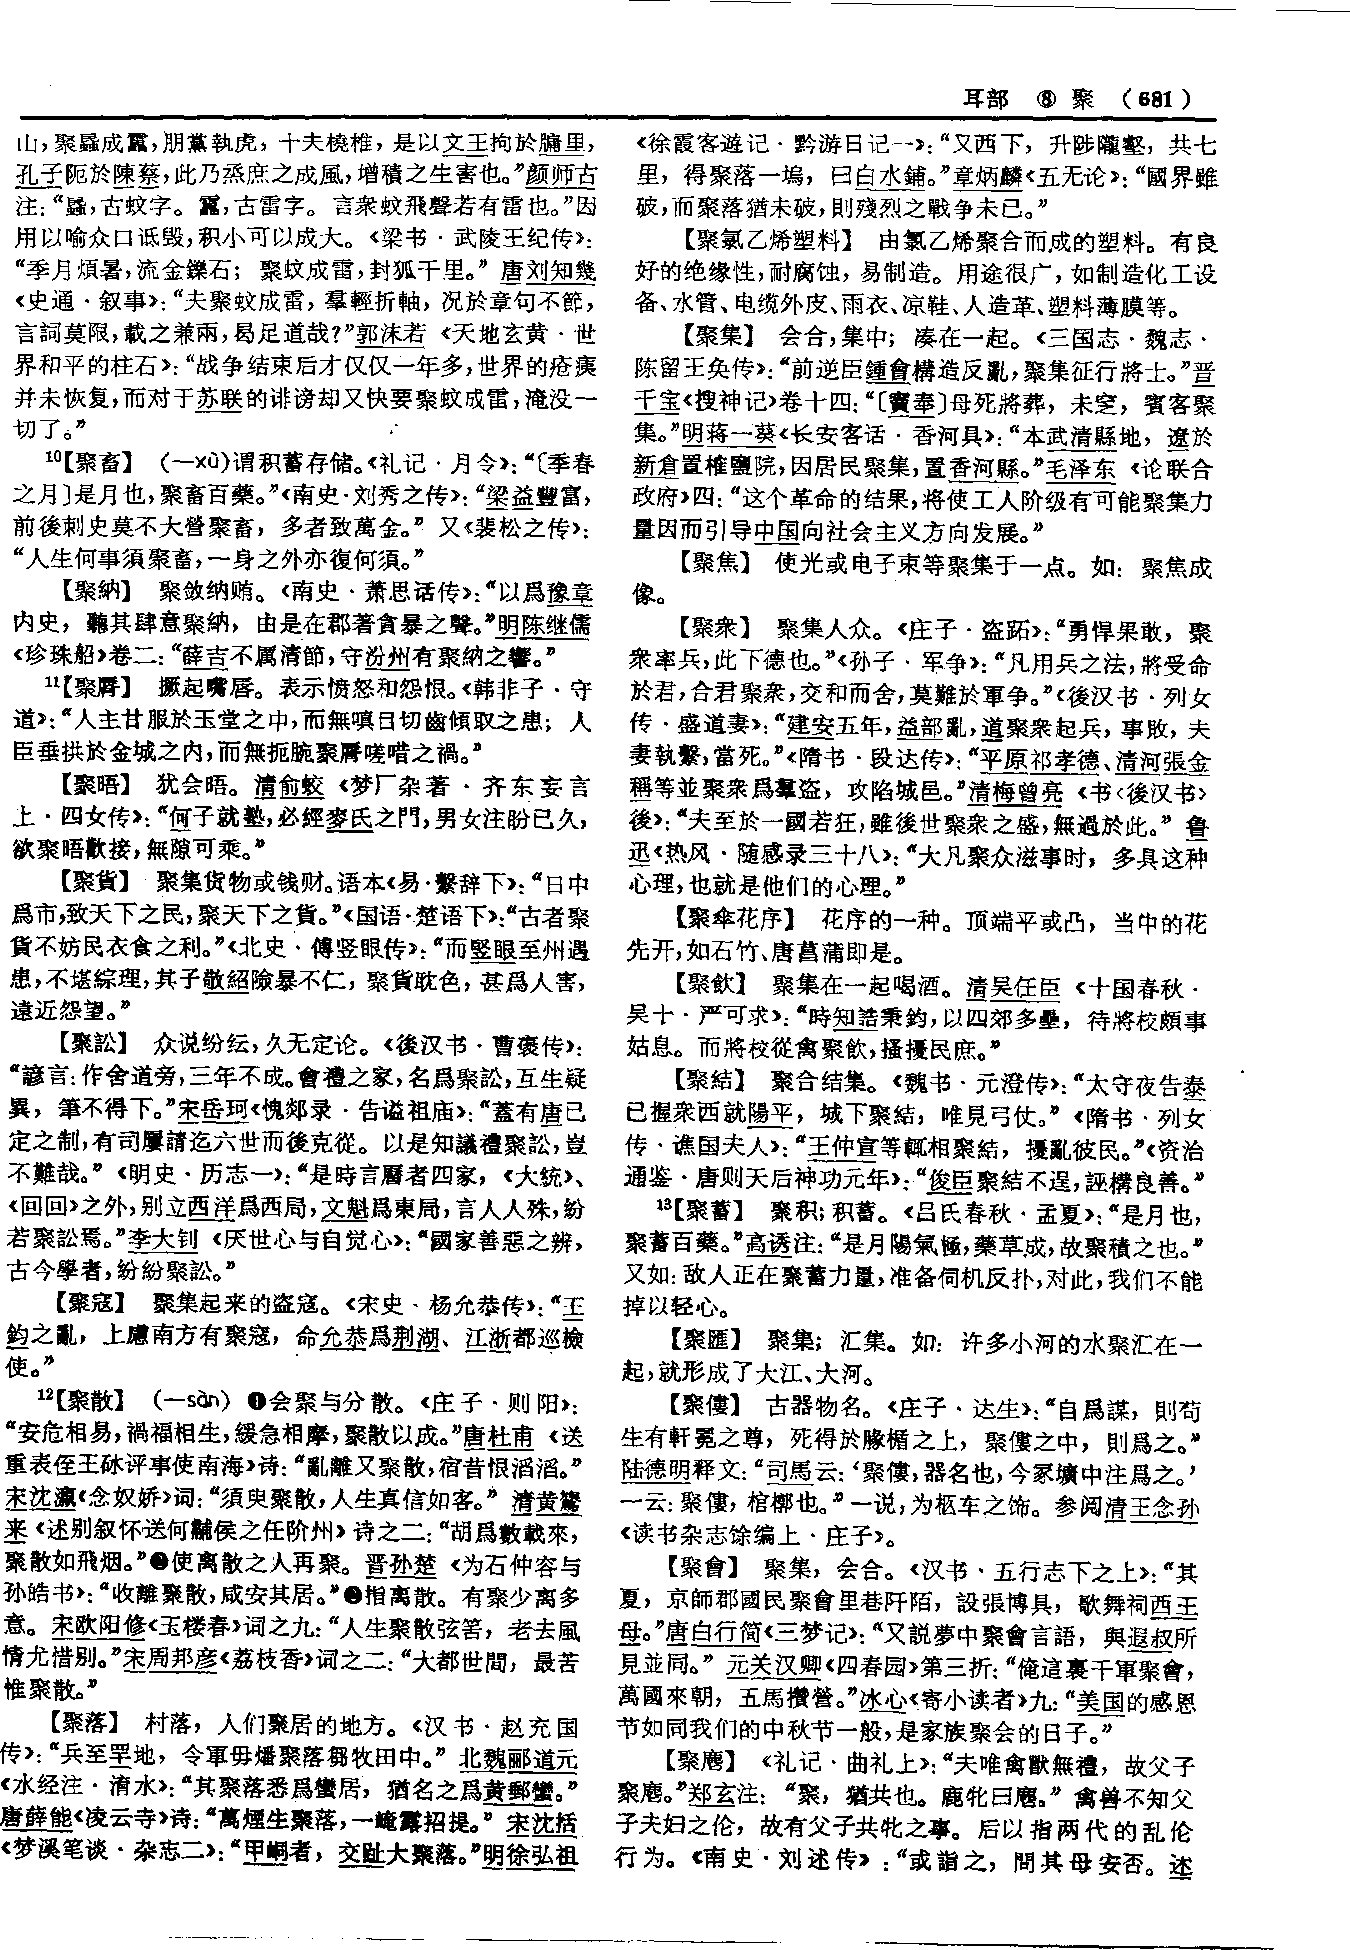 耳部 ⑧ 聚 （681）
山，聚蟁成靁，朋黨執虎，十夫橈椎，是以文王拘於牖里，
孔子阨於陳蔡，此乃烝庶之成風，增積之生害也。”颜师古
注：“蟁，古蚊字。靁，古雷字。言衆蚊飛聲若有雷也。”因
用以喻众口诋毁，积小可以成大。《梁书·武陵王纪传》：
“季月煩暑，流金鑠石；聚蚊成雷，封狐千里。”唐刘知幾
《史通·叙事》：“夫聚蚊成雷，羣輕折軸，况於章句不節，
言詞莫限，載之兼兩，曷足道哉？”郭沫若《天地玄黄·世
界和平的柱石》：“战争结束后才仅仅一年多，世界的疮痍
并未恢复，而对于苏联的诽谤却又快要聚蚊成雷，淹没一
切了。”
10【聚畜】（—xù）谓积蓄存储。《礼记·月令》：“〔季春
之月〕是月也，聚畜百藥。”《南史·刘秀之传》：“梁益豐富，
前後刺史莫不大營聚畜，多者致萬金。”又《裴松之传》：
“人生何事須聚畜，一身之外亦復何須。”
【聚納】 聚敛纳贿。《南史·萧思话传》：“以爲豫章
内史，聽其肆意聚納，由是在郡著貪暴之聲。”明陈继儒
《珍珠船》卷二：“薛吉不属清節，守汾州有聚納之響。”
11【聚脣】 撅起嘴唇。表示愤怒和怨恨。《韩非子·守
道》：“人主甘服於玉堂之中，而無瞋目切齒傾取之患；人
臣垂拱於金城之内，而無扼腕聚脣嗟唶之禍。”
【聚晤】 犹会晤。清俞蛟《梦厂杂著·齐东妄言
上·四女传》：“何子就塾，必經麥氏之門，男女注盼已久，
欲聚晤歡接，無隙可乘。”
【聚貨】 聚集货物或钱财。语本《易·繫辞下》：“日中
爲市，致天下之民，聚天下之貨。”《国语·楚语下》：“古者聚
貨不妨民衣食之利。”《北史·傅竖眼传》：“而竪眼至州遇
患，不堪綜理，其子敬紹險暴不仁，聚貨耽色，甚爲人害，
遠近怨望。”
【聚訟】 众说纷纭，久无定论。《後汉书·曹褒传》：
“諺言：作舍道旁，三年不成。會禮之家，名爲聚訟，互生疑
異，筆不得下。”宋岳珂《愧郯录·告谥祖庙》：“蓋有唐已
定之制，有司屢請迄六世而後克從。以是知議禮聚訟，豈
不難哉。”《明史·历志一》：“是時言曆者四家，《大統》、
《回回》之外，别立西洋爲西局，文魁爲東局，言人人殊，紛
若聚訟焉。”李大钊《厌世心与自觉心》：“國家善惡之辨，
古今學者，紛紛聚訟。”
【聚寇】 聚集起来的盗寇。《宋史·杨允恭传》：“王
鈞之亂，上慮南方有聚寇，命允恭爲荆湖、江浙都巡檢
使。”
12【聚散】（—sàn）❶会聚与分散。《庄子·则阳》：
“安危相易，禍福相生，緩急相摩，聚散以成。”唐杜甫《送
重表侄王砅评事使南海》诗：“亂離又聚散，宿昔恨滔滔。”
宋沈瀛《念奴娇》词：“須臾聚散，人生真信如客。”清黄鷟
来《述别叙怀送何黼侯之任阶州》诗之二：“胡爲數載來，
聚散如飛烟。”❷使离散之人再聚。晋孙楚《为石仲容与
孙皓书》：“收離聚散，咸安其居。”❸指离散。有聚少离多
意。宋欧阳修《玉楼春》词之九：“人生聚散弦筈，老去風
情尤惜别。”宋周邦彦《荔枝香》词之二：“大都世間，最苦
惟聚散。”
【聚落】 村落，人们聚居的地方。《汉书·赵充国
传》：“兵至罕地，令軍毋燔聚落芻牧田中。”北魏郦道元
《水经注·淯水》：“其聚落悉爲蠻居，猶名之爲黄郵蠻。”
唐薛能《凌云寺》诗：“萬煙生聚落，一崦露招提。”宋沈括
《梦溪笔谈·杂志二》：“甲峒者，交趾大聚落。”明徐弘祖
《徐霞客遊记·黔游日记一》：“又西下，升陟隴壑，共七
里，得聚落一塢，曰白水鋪。”章炳麟《五无论》：“國界雖
破，而聚落猶未破，則殘烈之戰争未已。”
【聚氯乙烯塑料】 由氯乙烯聚合而成的塑料。有良
好的绝缘性，耐腐蚀，易制造。用途很广，如制造化工设
备、水管、电缆外皮、雨衣、凉鞋、人造革、塑料薄膜等。
【聚集】 会合，集中；凑在一起。《三国志·魏志·
陈留王奂传》：“前逆臣鍾會構造反亂，聚集征行將士。”晋
干宝《搜神记》卷十四：“〔竇奉〕母死將葬，未窆，賓客聚
集。”明蒋一葵《长安客话·香河具》：“本武清縣地，遼於
新倉置榷鹽院，因居民聚集，置香河縣。”毛泽东《论联合
政府》四：“这个革命的结果，将使工人阶级有可能聚集力
量因而引导中国向社会主义方向发展。”
【聚焦】 使光或电子束等聚集于一点。如：聚焦成
像。
【聚衆】 聚集人众。《庄子·盗跖》：“勇悍果敢，聚
衆率兵，此下德也。”《孙子·军争》：“凡用兵之法，將受命
於君，合君聚衆，交和而舍，莫難於軍争。”《後汉书·列女
传·盛道妻》：“建安五年，益部亂，道聚衆起兵，事敗，夫
妻執繫，當死。”《隋书·段达传》：“平原祁孝德、清河張金
稱等並聚衆爲羣盗，攻陷城邑。”清梅曾亮《书〈後汉书〉
後》：“夫至於一國若狂，雖後世聚衆之盛，無過於此。”鲁
迅《热风·随感录三十八》：“大凡聚众滋事时，多具这种
心理，也就是他们的心理。”
【聚傘花序】 花序的一种。顶端平或凸，当中的花
先开，如石竹、唐菖蒲即是。
【聚飲】 聚集在一起喝酒。清吴任臣《十国春秋·
吴十·严可求》：“時知誥秉鈞，以四郊多壘，待將校頗事
姑息。而將校從禽聚飲，搔擾民庶。”
【聚結】 聚合结集。《魏书·元澄传》：“太守夜告泰
已握衆西就陽平，城下聚結，唯見弓仗。”《隋书·列女
传·谯国夫人》：“王仲宣等輒相聚結，擾亂彼民。”《资治
通鉴·唐则天后神功元年》：“俊臣聚結不逞，誣構良善。”
13【聚蓄】 聚积；积蓄。《吕氏春秋·孟夏》：“是月也，
聚蓄百藥。”高诱注：“是月陽氣極，藥草成，故聚積之也。”
又如：敌人正在聚蓄力量，准备伺机反扑，对此，我们不能
掉以轻心。
【聚匯】 聚集；汇集。如：许多小河的水聚汇在一
起，就形成了大江、大河。
【聚僂】 古器物名。《庄子·达生》：“自爲謀，則苟
生有軒冕之尊，死得於腞楯之上，聚僂之中，則爲之。”
陆德明释文：“司馬云：‘聚僂，器名也，今冢壙中注爲之。’
一云：聚僂，棺槨也。”一说，为柩车之饰。参阅清王念孙
《读书杂志馀编上·庄子》。
【聚會】 聚集，会合。《汉书·五行志下之上》：“其
夏，京師郡國民聚會里巷阡陌，設張博具，歌舞祠西王
母。”唐白行简《三梦记》：“又説夢中聚會言語，與遐叔所
見並同。”元关汉卿《四春园》第三折：“俺這裏千軍聚會，
萬國來朝，五馬攢營。”冰心《寄小读者》九：“美国的感恩
节如同我们的中秋节一般，是家族聚会的日子。”
【聚麀】 《礼记·曲礼上》：“夫唯禽獸無禮，故父子
聚麀。”郑玄注：“聚，猶共也。鹿牝曰麀。”禽兽不知父
子夫妇之伦，故有父子共牝之事。后以指两代的乱伦
行为。《南史·刘述传》：“或詣之，問其母安否。述